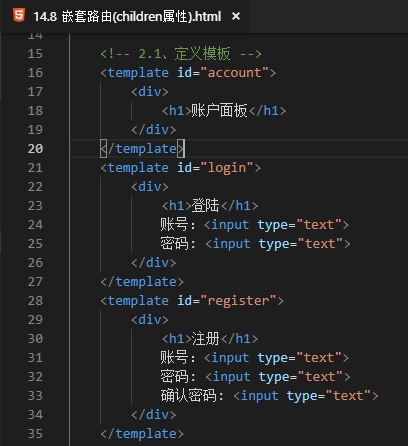 14.8 嵌套路由(children属性).html ×
14
15 <!-- 2.1、定义模板 -->
16 <template id="account">
17 <div>
18 <h1>账户面板</h1>
19 </div>
20 </template>
21 <template id="login">
22 <div>
23 <h1>登陆</h1>
24 账号: <input type="text">
25 密码: <input type="text">
26 </div>
27 </template>
28 <template id="register">
29 <div>
30 <h1>注册</h1>
31 账号: <input type="text">
32 密码: <input type="text">
33 确认密码: <input type="text">
34 </div>
35 </template>